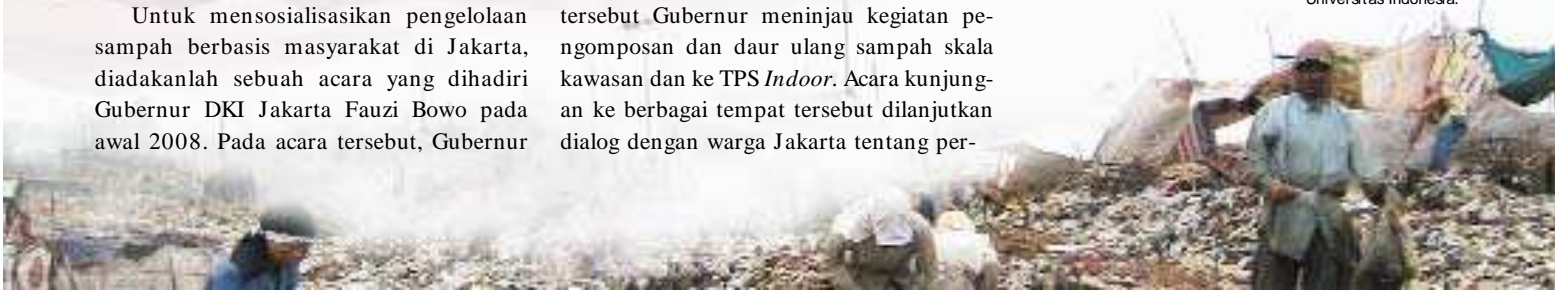 Untuk mensosialisasikan pengelolaan
sampah berbasis masyarakat di Jakarta,
diadakanlah sebuah acara yang dihadiri
Gubernur DKI Jakarta Fauzi Bowo pada
awal 2008. Pada acara tersebut, Gubernur
tersebut Gubernur meninjau kegiatan pe-
ngomposan dan daur ulang sampah skala
kawasan dan ke TPS Indoor. Acara kunjung-
an ke berbagai tempat tersebut dilanjutkan
dialog dengan warga Jakarta tentang per-
Universitas Indonesia.